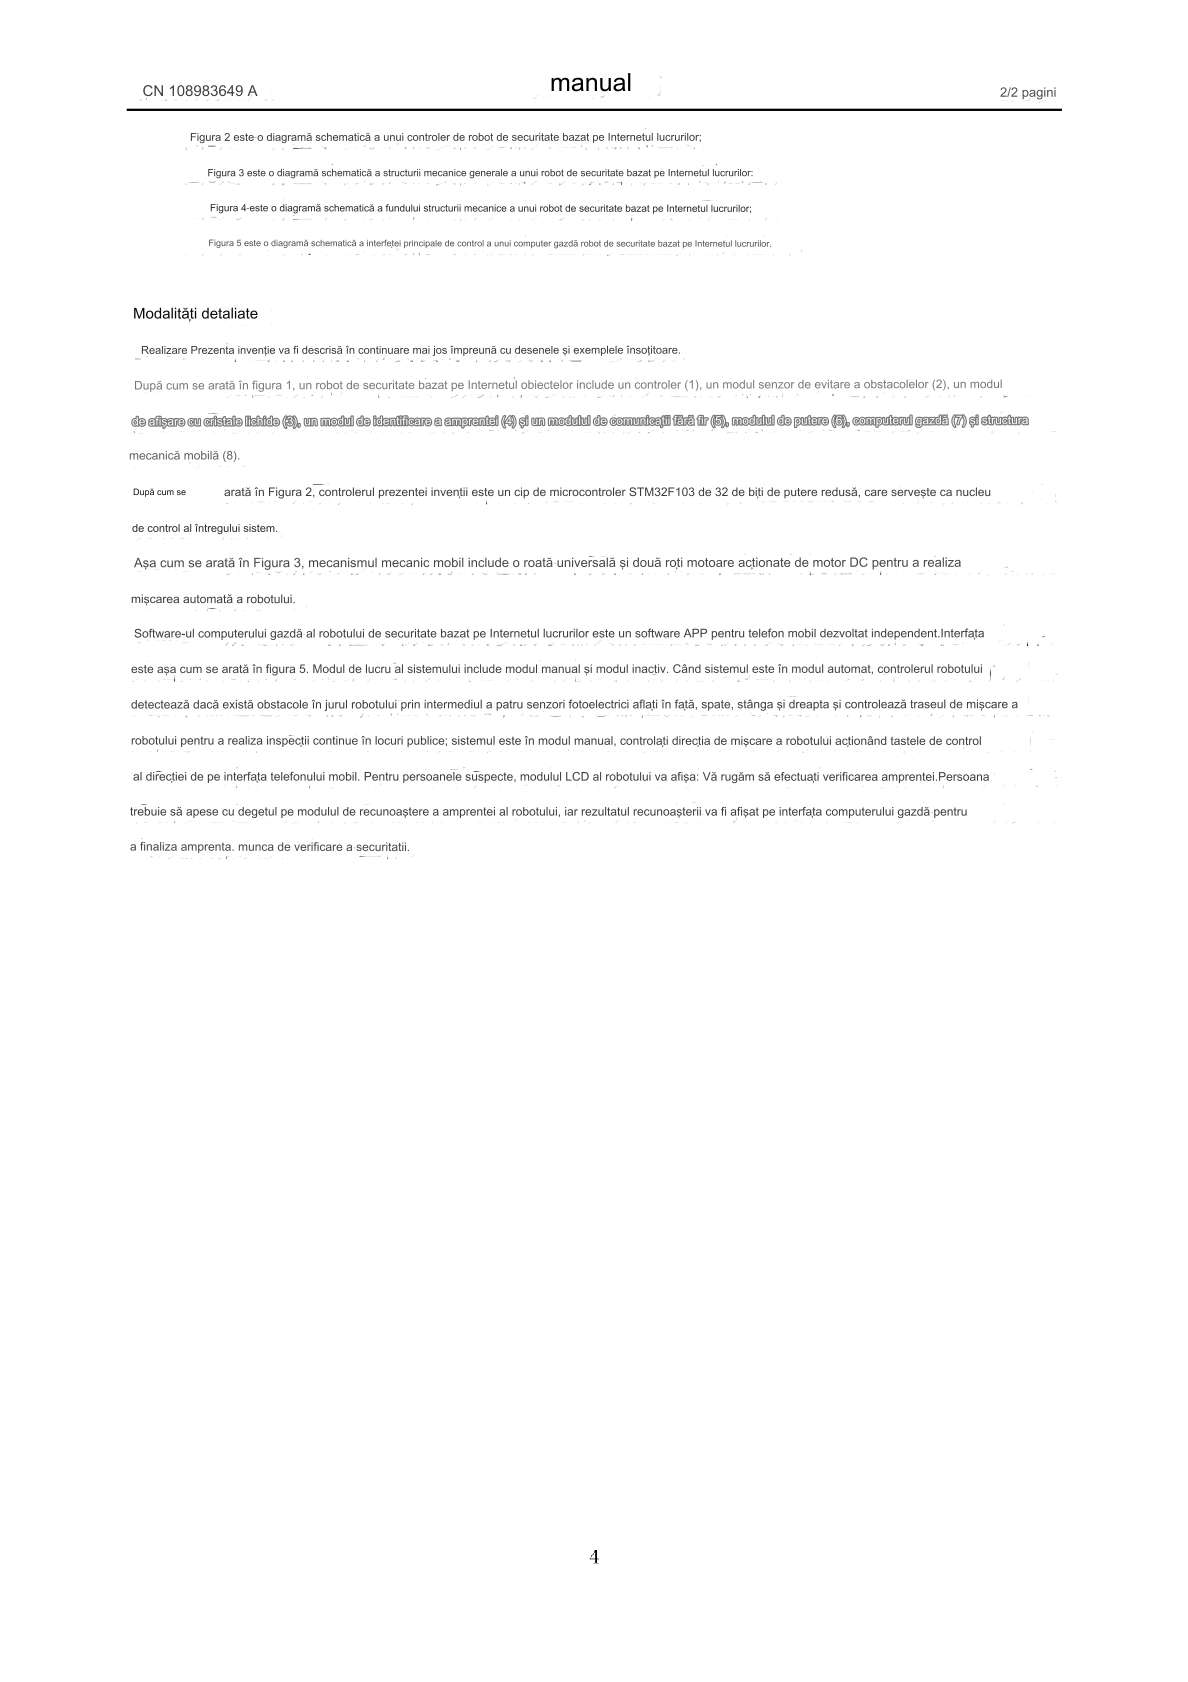 CN 108983649 A
manual
2/2 pagini
Figura 2 este o diagramă schematică a unui controler de robot de securitate bazat pe Internetul lucrurilor;
Figura 3 este o diagramă schematică a structurii mecanice generale a unui robot de securitate bazat pe Internetul lucrurilor:
Figura 4 este o diagramă schematică a fundului structurii mecanice a unui robot de securitate bazat pe Internetul lucrurilor;
Figura 5 este o diagramă schematică a interfeței principale de control a unui computer gazdă robot de securitate bazat pe Internetul lucrurilor.
Modalități detaliate
Realizare Prezenta invenție va fi descrisă în continuare mai jos împreună cu desenele și exemplele însoțitoare.
După cum se arată în figura 1, un robot de securitate bazat pe Internetul obiectelor include un controler (1), un modul senzor de evitare a obstacolelor (2), un modul
de afișare cu cristale lichide (3), un modul de identificare a amprentei (4) și un modulul de comunicații fără fir (5), modulul de putere (6), computerul gazdă (7) și structura
mecanică mobilă (8).
După cum se arată în Figura 2, controlerul prezentei invenții este un cip de microcontroler STM32F103 de 32 de biți de putere redusă, care servește ca nucleu
de control al întregului sistem.
Așa cum se arată în Figura 3, mecanismul mecanic mobil include o roată universală și două roți motoare acționate de motor DC pentru a realiza
mișcarea automată a robotului.
Software-ul computerului gazdă al robotului de securitate bazat pe Internetul lucrurilor este un software APP pentru telefon mobil dezvoltat independent.Interfața
este așa cum se arată în figura 5. Modul de lucru al sistemului include modul manual și modul inactiv. Când sistemul este în modul automat, controlerul robotului
detectează dacă există obstacole în jurul robotului prin intermediul a patru senzori fotoelectrici aflați în față, spate, stânga și dreapta și controlează traseul de mișcare a
robotului pentru a realiza inspecții continue în locuri publice; sistemul este în modul manual, controlați direcția de mișcare a robotului acționând tastele de control
al direcției de pe interfața telefonului mobil. Pentru persoanele suspecte, modulul LCD al robotului va afișa: Vă rugăm să efectuați verificarea amprentei.Persoana
trebuie să apese cu degetul pe modulul de recunoaștere a amprentei al robotului, iar rezultatul recunoașterii va fi afișat pe interfața computerului gazdă pentru
a finaliza amprenta. munca de verificare a securitatii.
4